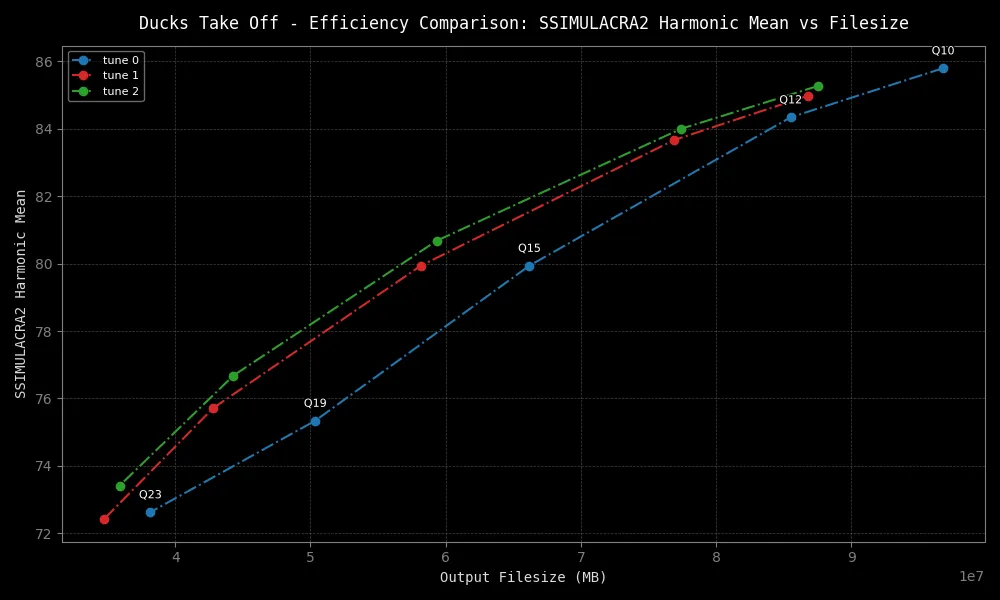 Ducks Take Off - Efficiency Comparison: SSIMULACRA2 Harmonic Mean vs Filesize
tune 0
tune 1
tune 2
Q10
Q12
Q15
Q19
Q23
86
84
82
80
78
76
74
72
SSIMULACRA2 Harmonic Mean
4 5 6 7 8 9
1e7
Output Filesize (MB)